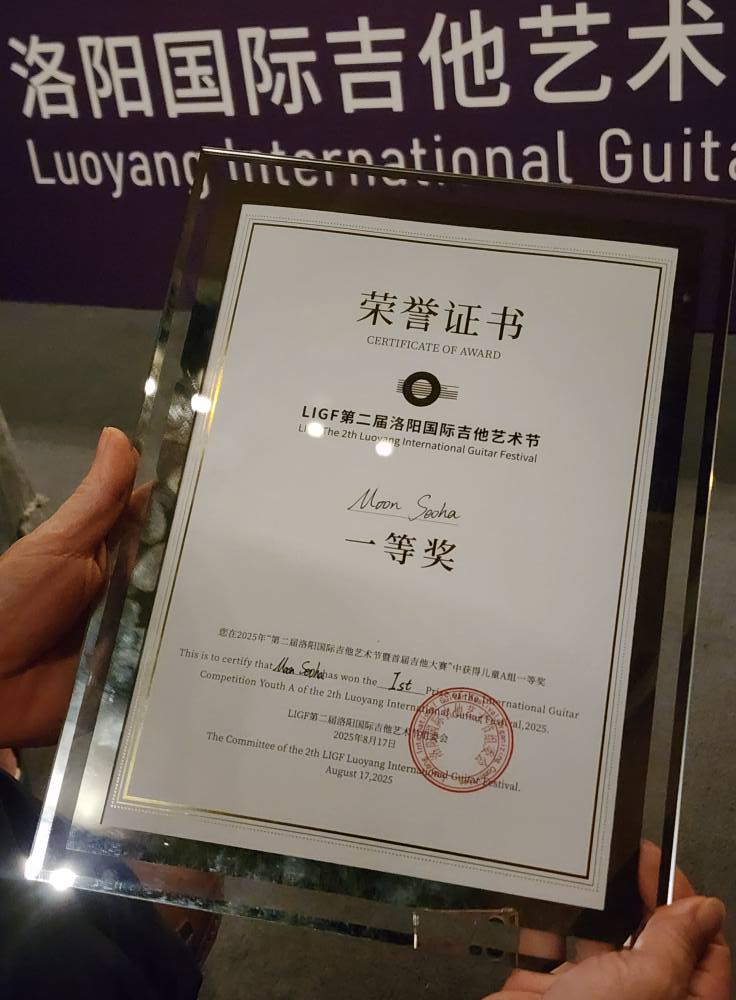 洛阳国际吉他艺术
Luoyang International Guita
荣誉证书
CERTIFICATE OF AWARD
LIGF第二届洛阳国际吉他艺术节
The 2th Luoyang International Guitar Festival
Moon Sooha
一等奖
您在2025年"第二届洛阳国际吉他艺术节暨首届吉他大赛"中获得儿童A组一等奖
This is to certify that Moon Sooha has won the Ist Prize of the International Guitar
Competition Youth A of the 2th Luoyang International Guitar Festival,2025.
LIGF第二届洛阳国际吉他艺术节组委会
2025年8月17日
The Committee of the 2th LIGF Luoyang International Guitar Festival.
August 17,2025